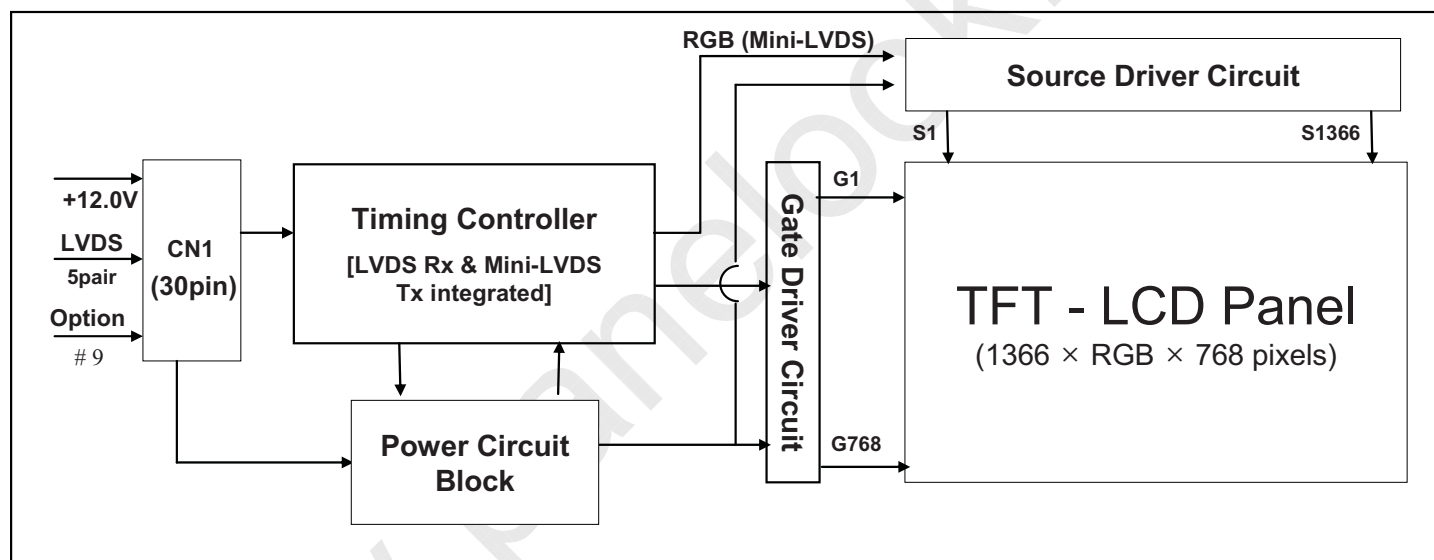 RGB (Mini-LVDS)
Source Driver Circuit
S1
S1366
+12.0V
LVDS
5pair
Option
# 9
CN1
(30pin)
Timing Controller
[LVDS Rx & Mini-LVDS
Tx integrated]
Power Circuit
Block
Gate Driver Circuit
G1
G768
TFT - LCD Panel
(1366 × RGB × 768 pixels)